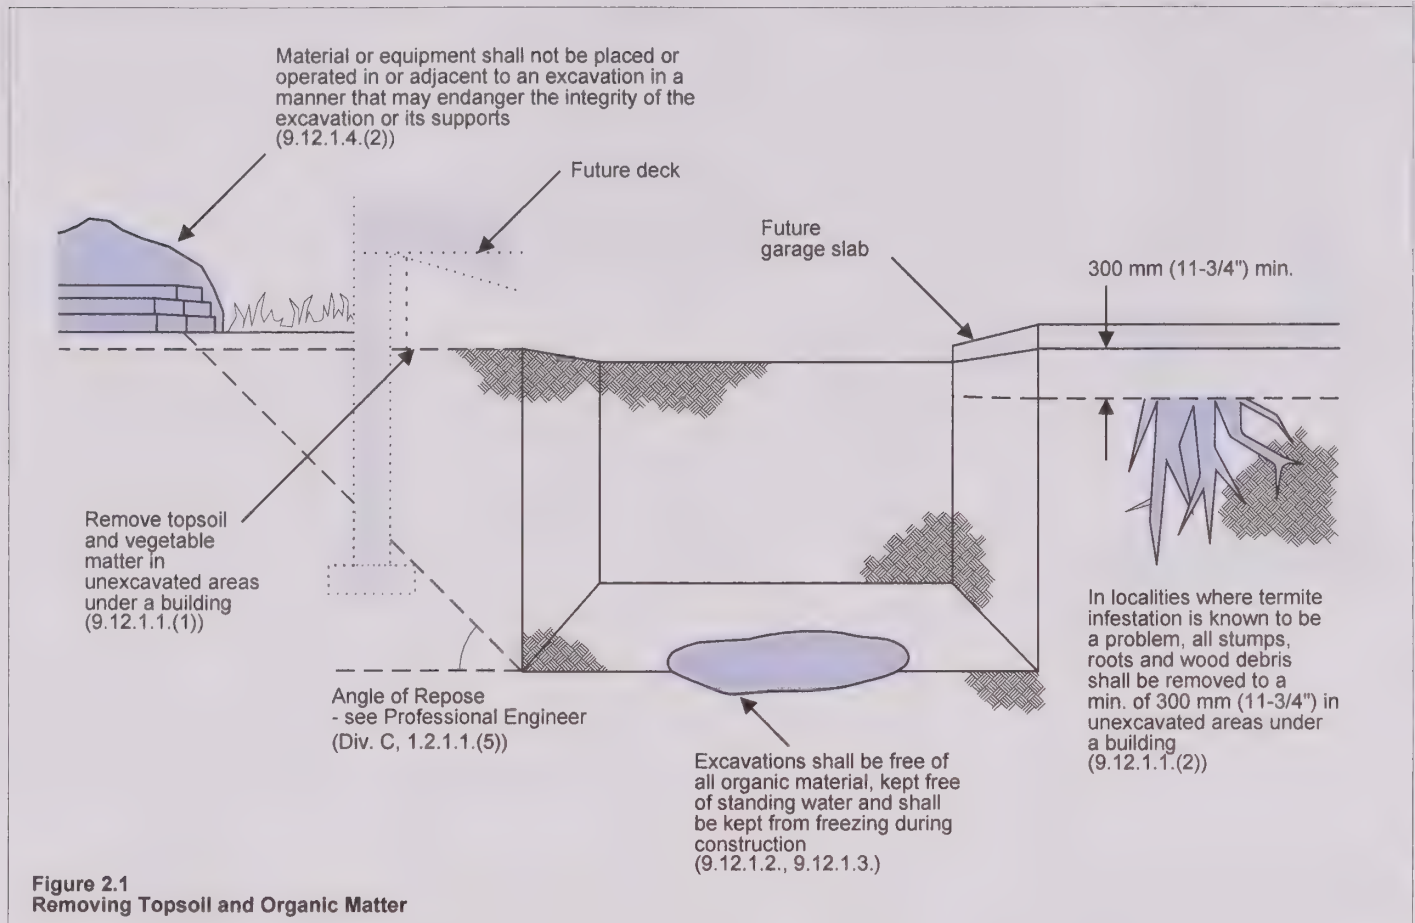 Material or equipment shall not be placed or
operated in or adjacent to an excavation in a
manner that may endanger the integrity of the
excavation or its supports
(9.12.1.4.(2))
Future deck
Future
garage slab
300 mm (11-3/4") min.
Remove topsoil
and vegetable
matter in
unexcavated areas
under a building
(9.12.1.1.(1))
Angle of Repose
- see Professional Engineer
(Div. C, 1.2.1.1.(5))
Excavations shall be free of
all organic material, kept free
of standing water and shall
be kept from freezing during
construction
(9.12.1.2., 9.12.1.3.)
In localities where termite
infestation is known to be
a problem, all stumps,
roots and wood debris
shall be removed to a
min. of 300 mm (11-3/4") in
unexcavated areas under
a building
(9.12.1.1.(2))
Figure 2.1
Removing Topsoil and Organic Matter